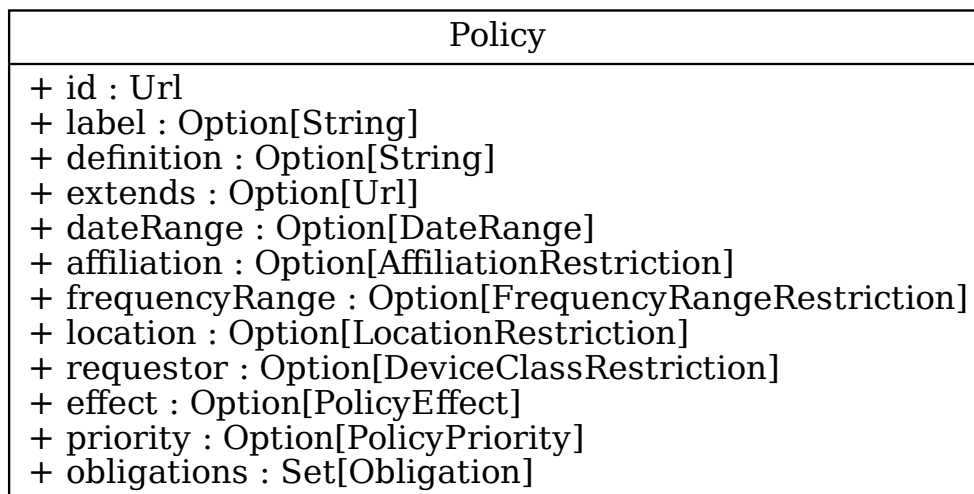 Policy
+ id : Url
+ label : Option[String]
+ definition : Option[String]
+ extends : Option[Url]
+ dateRange : Option[DateRange]
+ affiliation : Option[AffiliationRestriction]
+ frequencyRange : Option[FrequencyRangeRestriction]
+ location : Option[LocationRestriction]
+ requestor : Option[DeviceClassRestriction]
+ effect : Option[PolicyEffect]
+ priority : Option[PolicyPriority]
+ obligations : Set[Obligation]